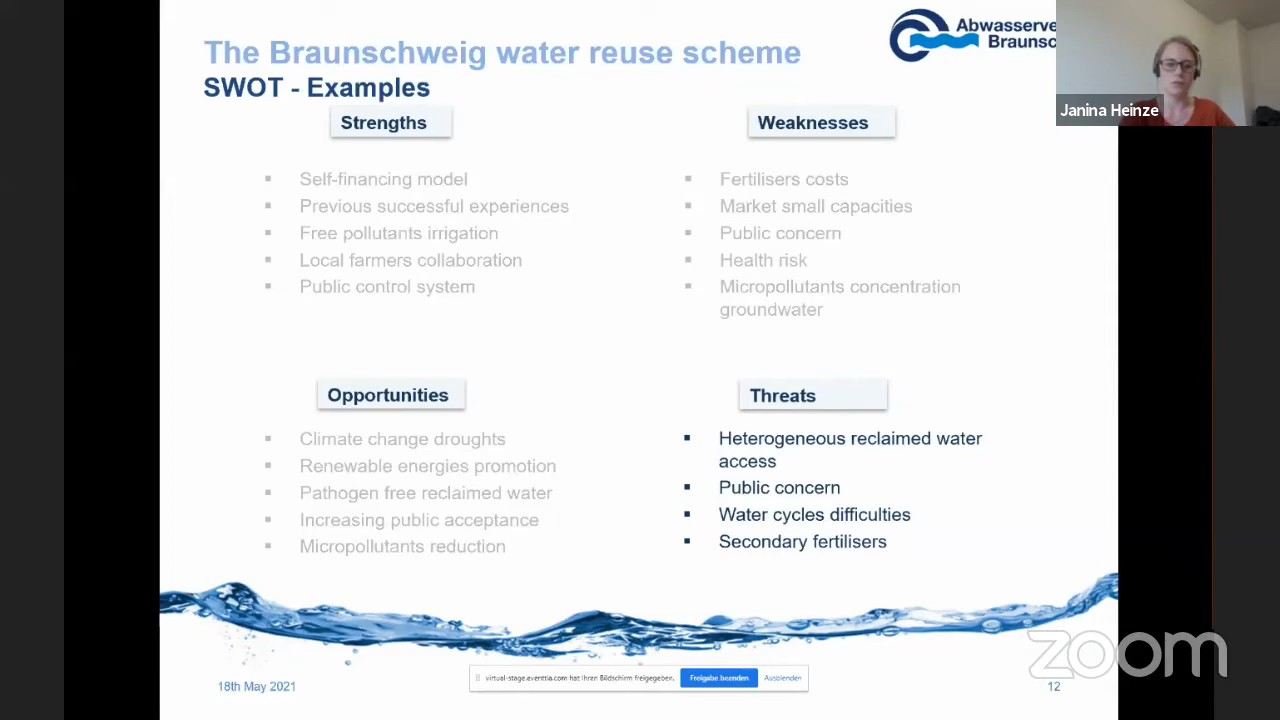 The Braunschweig water reuse scheme
SWOT - Examples
Abwasserve
Braunsc
Janina Heinze
Strengths
▪ Self-financing model
▪ Previous successful experiences
▪ Free pollutants irrigation
▪ Local farmers collaboration
▪ Public control system
Weaknesses
▪ Fertilisers costs
▪ Market small capacities
▪ Public concern
▪ Health risk
▪ Micropollutants concentration
groundwater
Opportunities
▪ Climate change droughts
▪ Renewable energies promotion
▪ Pathogen free reclaimed water
▪ Increasing public acceptance
▪ Micropollutants reduction
Threats
▪ Heterogeneous reclaimed water
access
▪ Public concern
▪ Water cycles difficulties
▪ Secondary fertilisers
zoom
18th May 2021
virtual-stage.eventtia.com hat Ihren Bildschirm freigegeben.
Freigabe beenden
Ausblenden
12